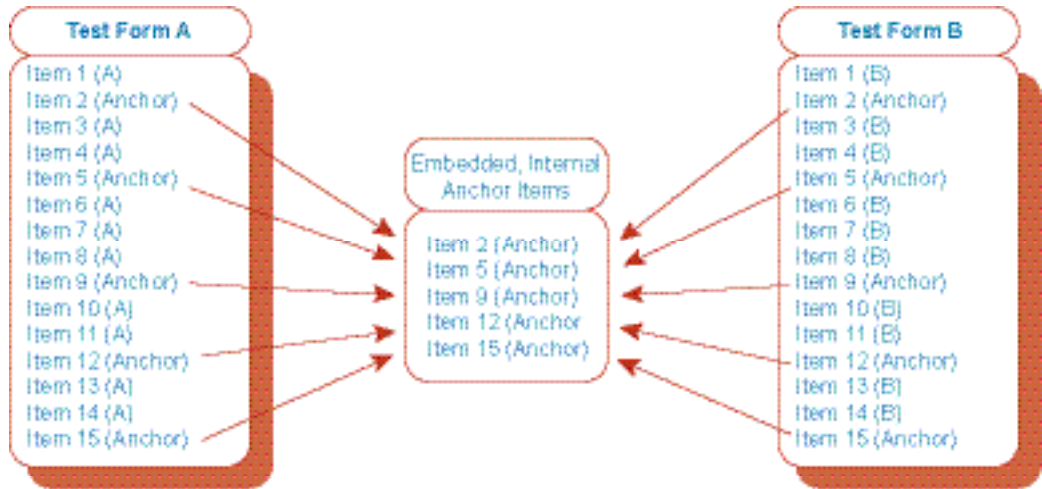 Test Form A
Item 1 (A)
Item 2 (Anchor)
Item 3 (A)
Item 4 (A)
Item 5 (Anchor)
Item 6 (A)
Item 7 (A)
Item 8 (A)
Item 9 (Anchor)
Item 10 (A)
Item 11 (A)
Item 12 (Anchor)
Item 13 (A)
Item 14 (A)
Item 15 (Anchor)
Embedded, Internal
Anchor Items
Item 2 (Anchor)
Item 5 (Anchor)
Item 9 (Anchor)
Item 12 (Anchor
Item 15 (Anchor)
Test Form B
Item 1 (B)
Item 2 (Anchor)
Item 3 (B)
Item 4 (B)
Item 5 (Anchor)
Item 6 (B)
Item 7 (B)
Item 8 (B)
Item 9 (Anchor)
Item 10 (B)
Item 11 (B)
Item 12 (Anchor)
Item 13 (B)
Item 14 (B)
Item 15 (Anchor)